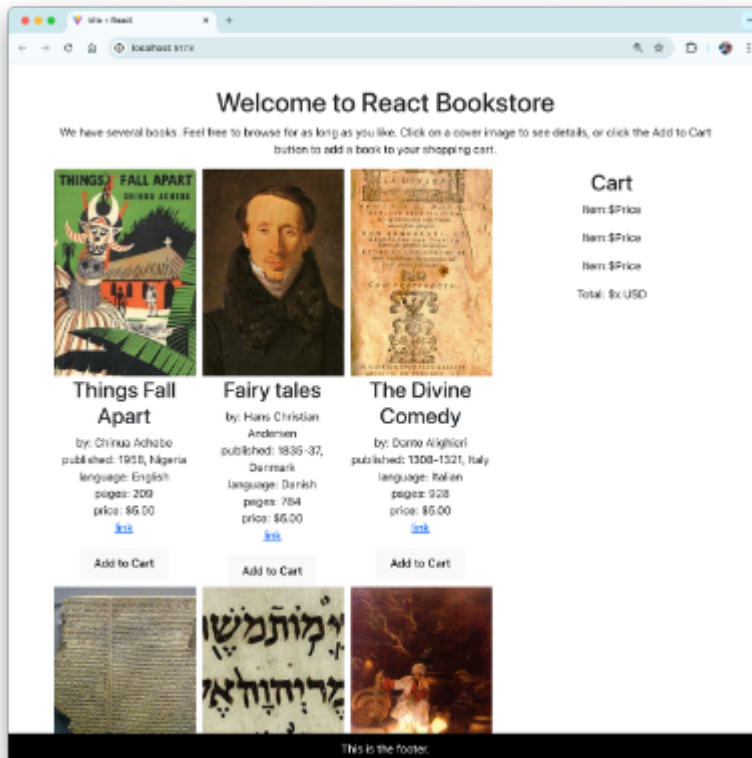 Vite + React
localhost:5173
Welcome to React Bookstore
We have several books. Feel free to browse for as long as you like. Click on a cover image to see details, or click the Add to Cart
button to add a book to your shopping cart.
THINGS FALL APART
CHINUA ACHEBE
Things Fall
Apart
by: Chinua Achebe
published: 1958, Nigeria
language: English
pages: 209
price: $5.00
link
Add to Cart
Fairy tales
by: Hans Christian
Andersen
published: 1835-37,
Denmark
language: Danish
pages: 784
price: $5.00
link
Add to Cart
LA DIVINA
The Divine
Comedy
by: Dante Alighieri
published: 1308-1321, Italy
language: Italian
pages: 928
price: $5.00
link
Add to Cart
Cart
Item:$Price
Item:$Price
Item:$Price
Total: $x USD
This is the footer.